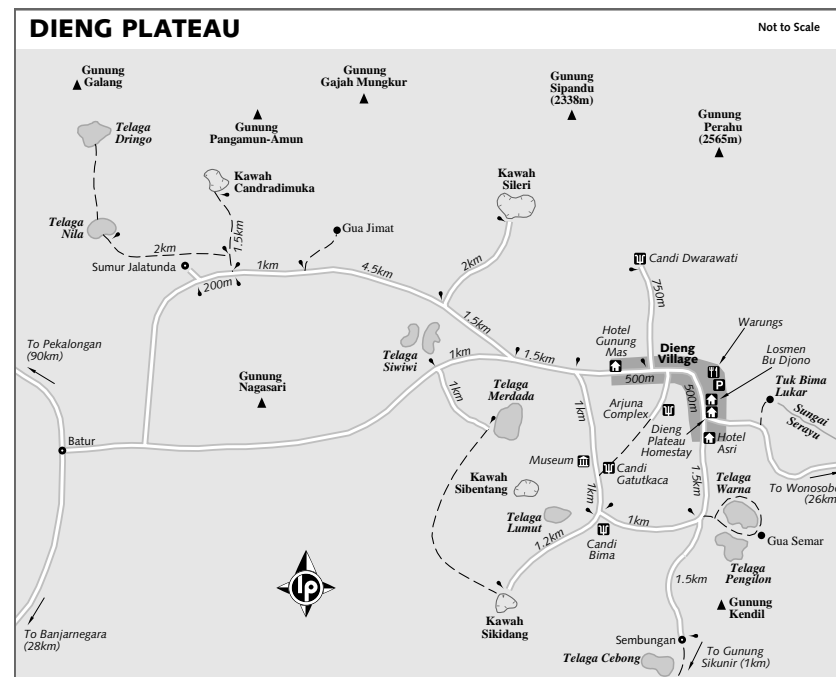 DIENG PLATEAU
Not to Scale
Gunung
Galang
Gunung
Gajah Mungkur
Gunung
Sipandu
(2338m)
Gunung
Perahu
(2565m)
Telaga
Dringo
Gunung
Pangamun-Amun
Kawah
Candradimuka
Kawah
Sileri
Telaga
Nila
2km
1.5km
Gua Jimat
Sumur Jalatunda
200m
1km
4.5km
2km
Candi Dwarawati
750m
1.5km
To Pekalongan
(90km)
Telaga
Siwiwi
1km
1.5km
Hotel
Gunung
Mas
Dieng
Village
Warungs
Losmen
Bu Djono
500m
500m
Gunung
Nagasari
1km
Telaga
Merdada
1km
Arjuna
Complex
Tuk Bima
Lukar
Sungai
Serayu
Dieng
Plateau
Homestay
Hotel
Asri
Batur
Museum
Candi
Gatutkaca
Kawah
Sibentang
1km
1.5km
Telaga
Warna
To Wonosobo
(26km)
Telaga
Lumut
1.2km
Candi
Bima
1km
Gua Semar
Telaga
Pengilon
1.5km
lp
Kawah
Sikidang
Gunung
Kendil
To Banjarnegara
(28km)
Sembungan
To Gunung
Sikunir (1km)
Telaga Cebong